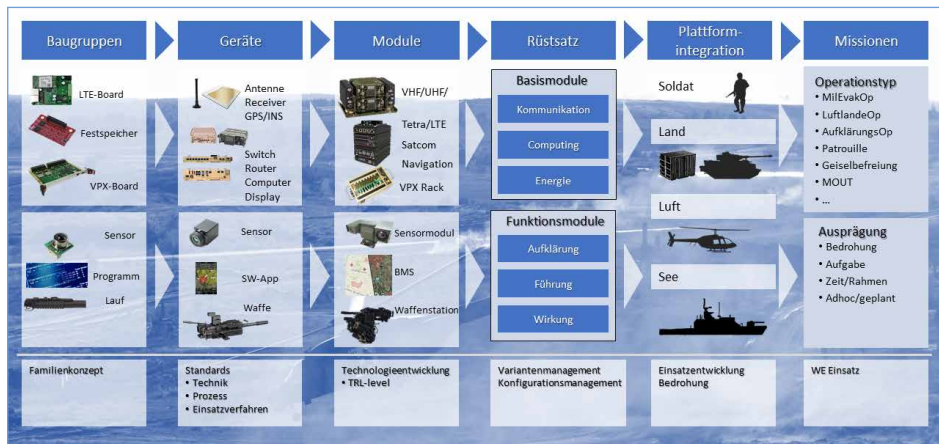 Baugruppen
Geräte
Module
Rüstsatz
Plattform-
integration
Missionen
LTE-Board
Festspeicher
VPX-Board
Antenne
Receiver
GPS/INS
Switch
Router
Computer
Display
VHF/UHF/
Tetra/LTE
Satcom
Navigation
VPX Rack
Basismodule
Kommunikation
Computing
Energie
Soldat
Land
Luft
See
Operationstyp
• MilEvakOp
• LuftlandeOp
• AufklärungsOp
• Patrouille
• Geiselbefreiung
• MOUT
• ...
Sensor
Programm
Lauf
Sensor
SW-App
Waffe
Sensormodul
BMS
Waffenstation
Funktionsmodule
Aufklärung
Führung
Wirkung
Ausprägung
• Bedrohung
• Aufgabe
• Zeit/Rahmen
• Adhoc/geplant
Familienkonzept
Standards
• Technik
• Prozess
• Einsatzverfahren
Technologieentwicklung
• TRL-level
Variantenmanagement
Konfigurationsmanagement
Einsatzentwicklung
Bedrohung
WE Einsatz